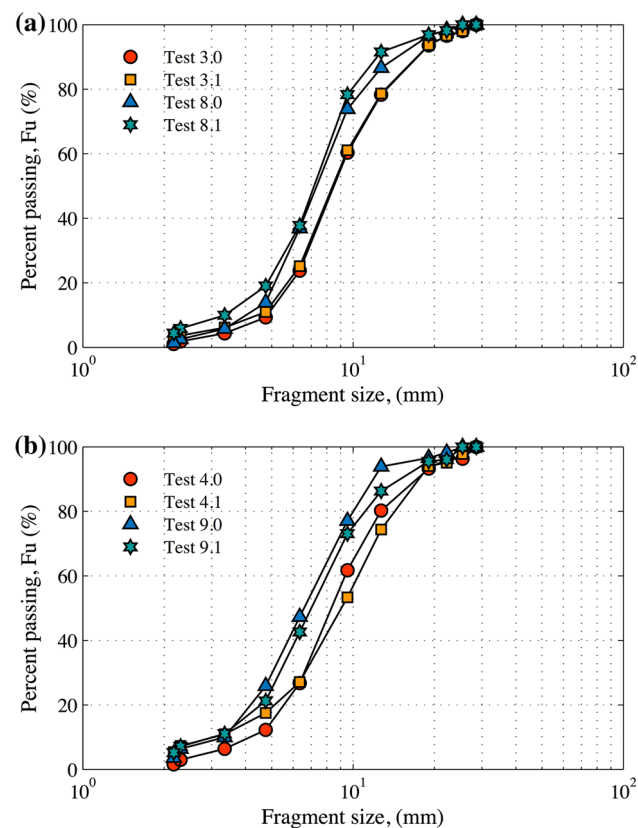 (a)
100
80
60
40
20
0
Percent passing, Fu (%)
Test 3.0
Test 3.1
Test 8.0
Test 8.1
10^0
10^1
10^2
Fragment size, (mm)
(b)
100
80
60
40
20
0
Percent passing, Fu (%)
Test 4.0
Test 4.1
Test 9.0
Test 9.1
10^0
10^1
10^2
Fragment size, (mm)